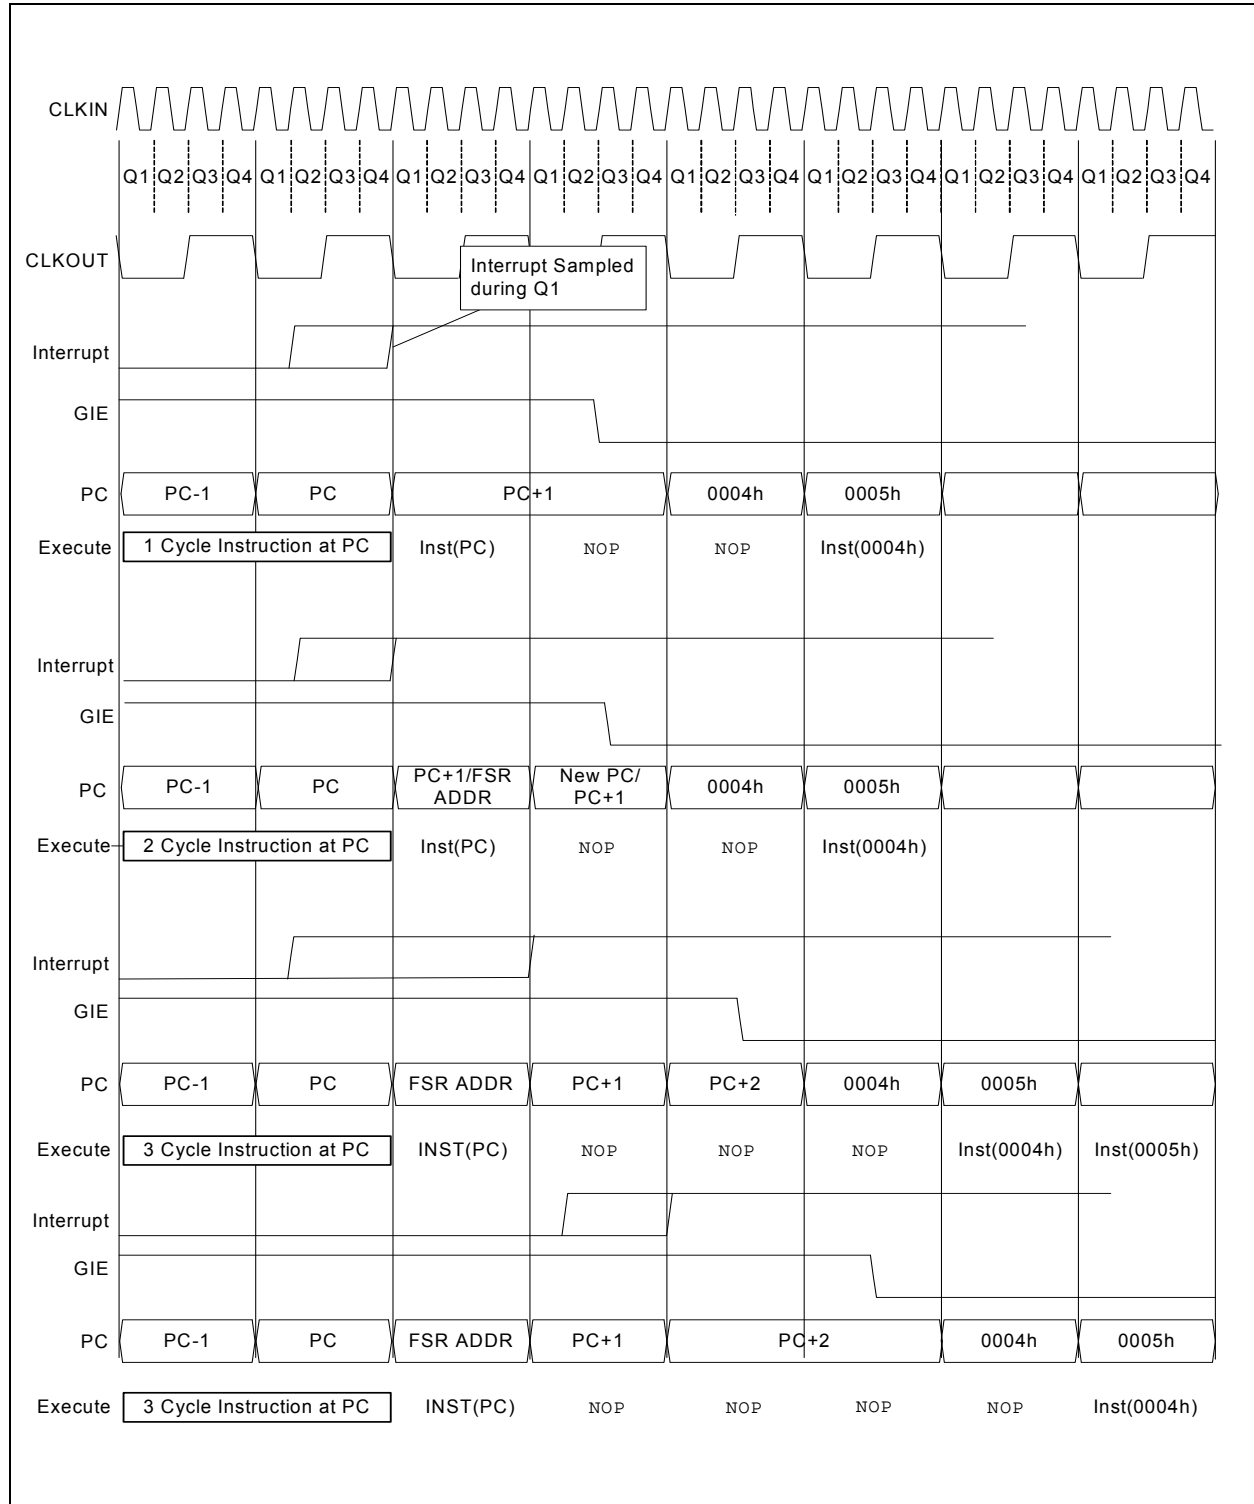 CLKIN
Q1 Q2 Q3 Q4 Q1 Q2 Q3 Q4 Q1 Q2 Q3 Q4 Q1 Q2 Q3 Q4 Q1 Q2 Q3 Q4 Q1 Q2 Q3 Q4 Q1 Q2 Q3 Q4 Q1 Q2 Q3 Q4
CLKOUT
Interrupt Sampled
during Q1
Interrupt
GIE
PC PC-1 PC PC+1 0004h 0005h
Execute 1 Cycle Instruction at PC Inst(PC) NOP NOP Inst(0004h)
Interrupt
GIE
PC PC-1 PC PC+1/FSR ADDR New PC/ PC+1 0004h 0005h
Execute 2 Cycle Instruction at PC Inst(PC) NOP NOP Inst(0004h)
Interrupt
GIE
PC PC-1 PC FSR ADDR PC+1 PC+2 0004h 0005h
Execute 3 Cycle Instruction at PC INST(PC) NOP NOP NOP Inst(0004h) Inst(0005h)
Interrupt
GIE
PC PC-1 PC FSR ADDR PC+1 PC+2 0004h 0005h
Execute 3 Cycle Instruction at PC INST(PC) NOP NOP NOP NOP Inst(0004h)